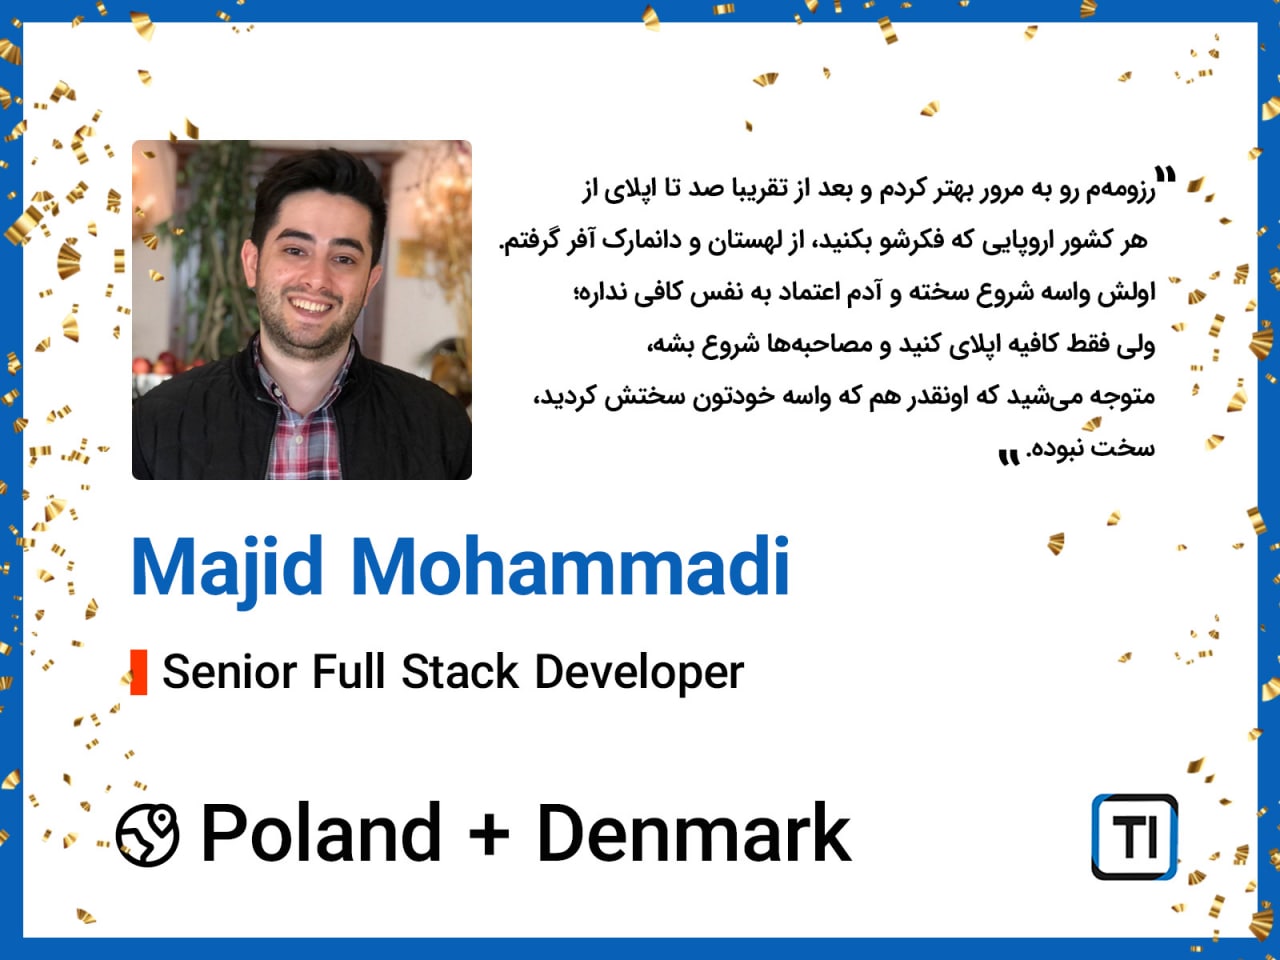 "رزومه‌م رو به مرور بهتر کردم و بعد از تقریبا صد تا اپلای از
هر کشور اروپایی که فکرشو بکنید، از لهستان و دانمارک آفر گرفتم.
اولش واسه شروع سخته و آدم اعتماد به نفس کافی نداره؛
ولی فقط کافیه اپلای کنید و مصاحبه‌ها شروع بشه،
متوجه می‌شید که اونقدر هم که واسه خودتون سختش کردید،
سخت نبوده."
Majid Mohammadi
Senior Full Stack Developer
Poland + Denmark
TI